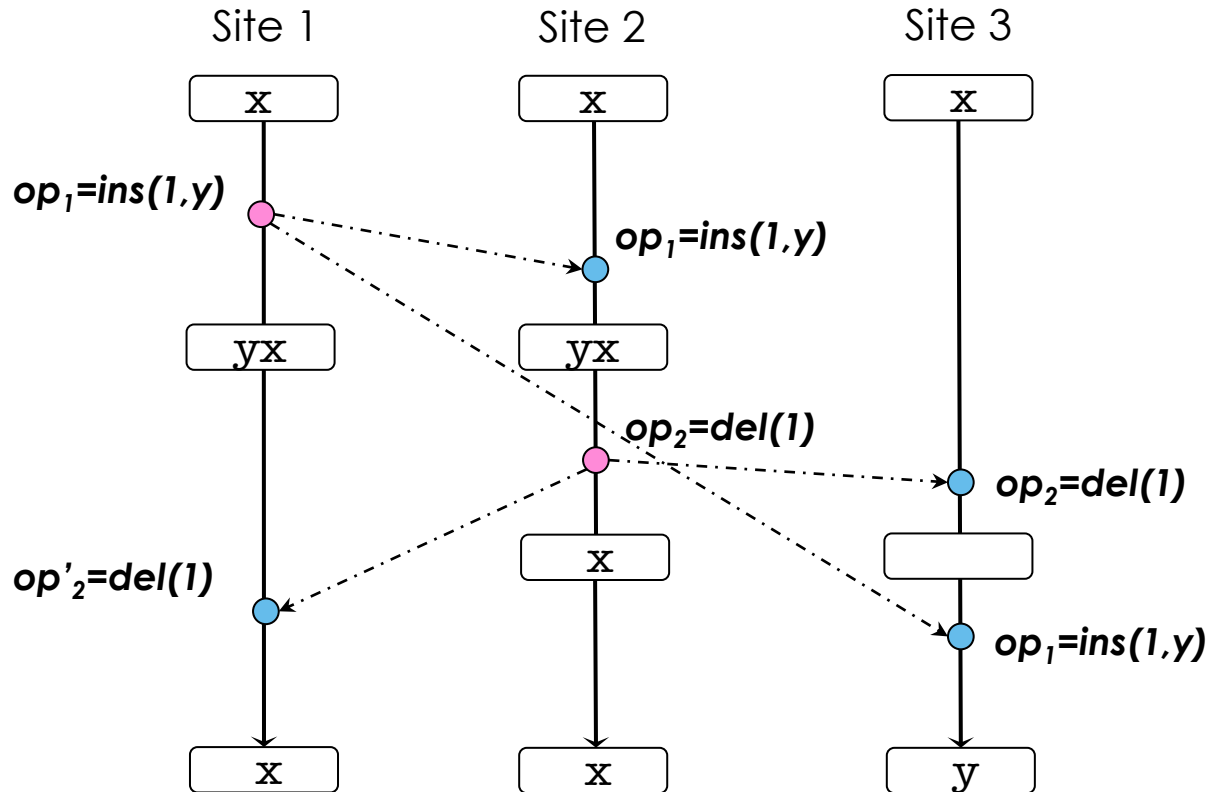 Site 1 Site 2 Site 3
x x x
op1=ins(1,y)
op1=ins(1,y)
yx yx
op2=del(1)
op2=del(1)
x
op'2=del(1)
op1=ins(1,y)
x x y